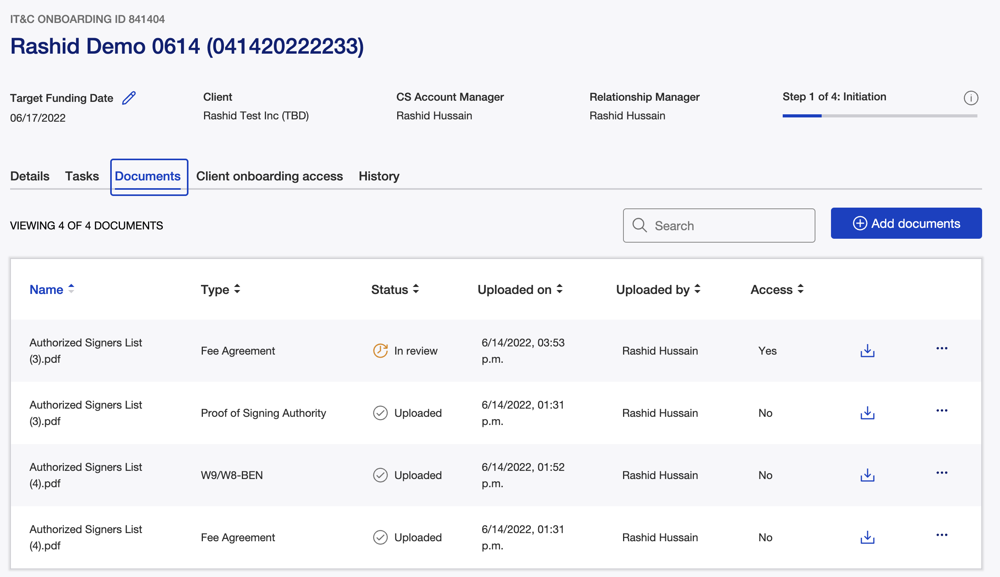 IT&C ONBOARDING ID 841404
Rashid Demo 0614 (041420222233)
Target Funding Date
06/17/2022
Client
Rashid Test Inc (TBD)
CS Account Manager
Rashid Hussain
Relationship Manager
Rashid Hussain
Step 1 of 4: Initiation
Details Tasks Documents Client onboarding access History
VIEWING 4 OF 4 DOCUMENTS
Search
Add documents
Name Type Status Uploaded on Uploaded by Access
Authorized Signers List
(3).pdf
Fee Agreement
In review
6/14/2022, 03:53
p.m.
Rashid Hussain
Yes
Authorized Signers List
(3).pdf
Proof of Signing Authority
Uploaded
6/14/2022, 01:31
p.m.
Rashid Hussain
No
Authorized Signers List
(4).pdf
W9/W8-BEN
Uploaded
6/14/2022, 01:52
p.m.
Rashid Hussain
No
Authorized Signers List
(4).pdf
Fee Agreement
Uploaded
6/14/2022, 01:31
p.m.
Rashid Hussain
No